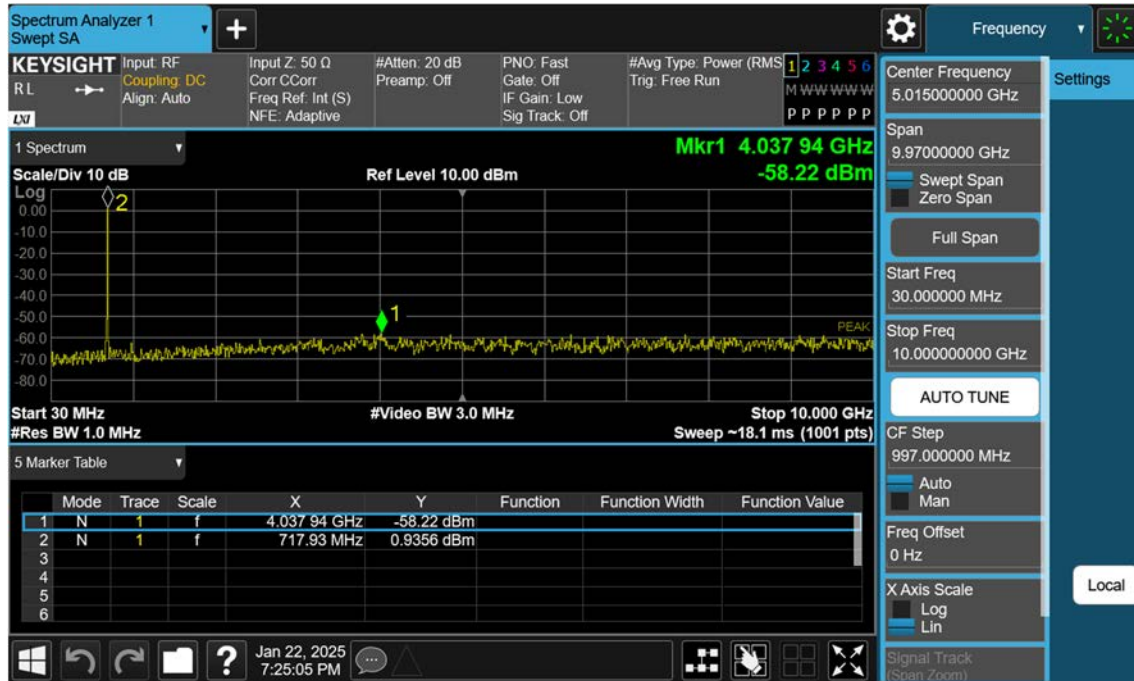 Spectrum Analyzer 1
Swept SA
Frequency
KEYSIGHT
RL
LXI
Input: RF
Coupling: DC
Align: Auto
Input Z: 50 Ω
Corr CCorr
Freq Ref: Int (S)
NFE: Adaptive
#Atten: 20 dB
Preamp: Off
PNO: Fast
Gate: Off
IF Gain: Low
Sig Track: Off
#Avg Type: Power (RMS
Trig: Free Run
1 2 3 4 5 6
M W W W W W
P P P P P P
1 Spectrum
Mkr1 4.037 94 GHz
-58.22 dBm
Scale/Div 10 dB
Ref Level 10.00 dBm
Log
0.00
-10.0
-20.0
-30.0
-40.0
-50.0
-60.0
-70.0
-80.0
2
1
PEAK
Start 30 MHz
#Video BW 3.0 MHz
Stop 10.000 GHz
#Res BW 1.0 MHz
Sweep ~18.1 ms (1001 pts)
5 Marker Table
Mode Trace Scale X Y Function Function Width Function Value
1 N 1 f 4.037 94 GHz -58.22 dBm
2 N 1 f 717.93 MHz 0.9356 dBm
3
4
5
6
Jan 22, 2025
7:25:05 PM
Center Frequency
5.015000000 GHz
Span
9.97000000 GHz
Swept Span
Zero Span
Full Span
Start Freq
30.000000 MHz
Stop Freq
10.000000000 GHz
AUTO TUNE
CF Step
997.000000 MHz
Auto
Man
Freq Offset
0 Hz
X Axis Scale
Log
Lin
Signal Track
(Span Zoom)
Settings
Local